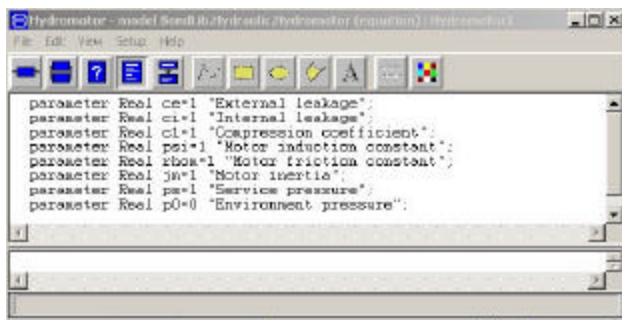 Hydromotor - model BondLib2Hydraulic2Hydromotor (equation) : Hydromotor1
File Edit View Setup Help
?
A
parameter Real ce=1 "External leakage";
parameter Real ci=1 "Internal leakage";
parameter Real c1=1 "Compression coefficient";
parameter Real psi=1 "Motor induction constant";
parameter Real rhom=1 "Motor friction constant";
parameter Real jm=1 "Motor inertia";
parameter Real ps=1 "Service pressure";
parameter Real p0=0 "Environment pressure";